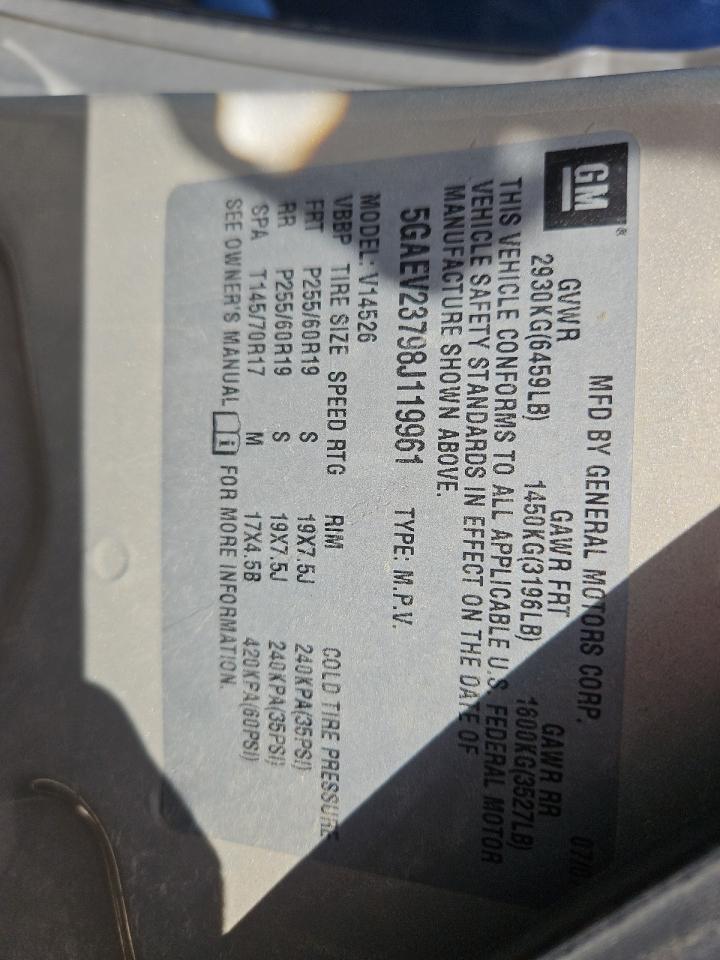 GM®
MFD BY GENERAL MOTORS CORP.
GVWR GAWR FRT GAWR RR
2930KG(6459LB) 1450KG(3196LB) 1600KG(3527LB)
THIS VEHICLE CONFORMS TO ALL APPLICABLE U.S. FEDERAL MOTOR
VEHICLE SAFETY STANDARDS IN EFFECT ON THE DATE OF
MANUFACTURE SHOWN ABOVE.
5GAEV23798J119961 TYPE: M.P.V.
MODEL: V14526
VBBP TIRE SIZE SPEED RTG RIM COLD TIRE PRESSURE
FRT P255/60R19 S 19X7.5J 240KPA(35PSI)
RR P255/60R19 S 19X7.5J 240KPA(35PSI)
SPA T145/70R17 M 17X4.5B 420KPA(60PSI)
SEE OWNER'S MANUAL i FOR MORE INFORMATION.